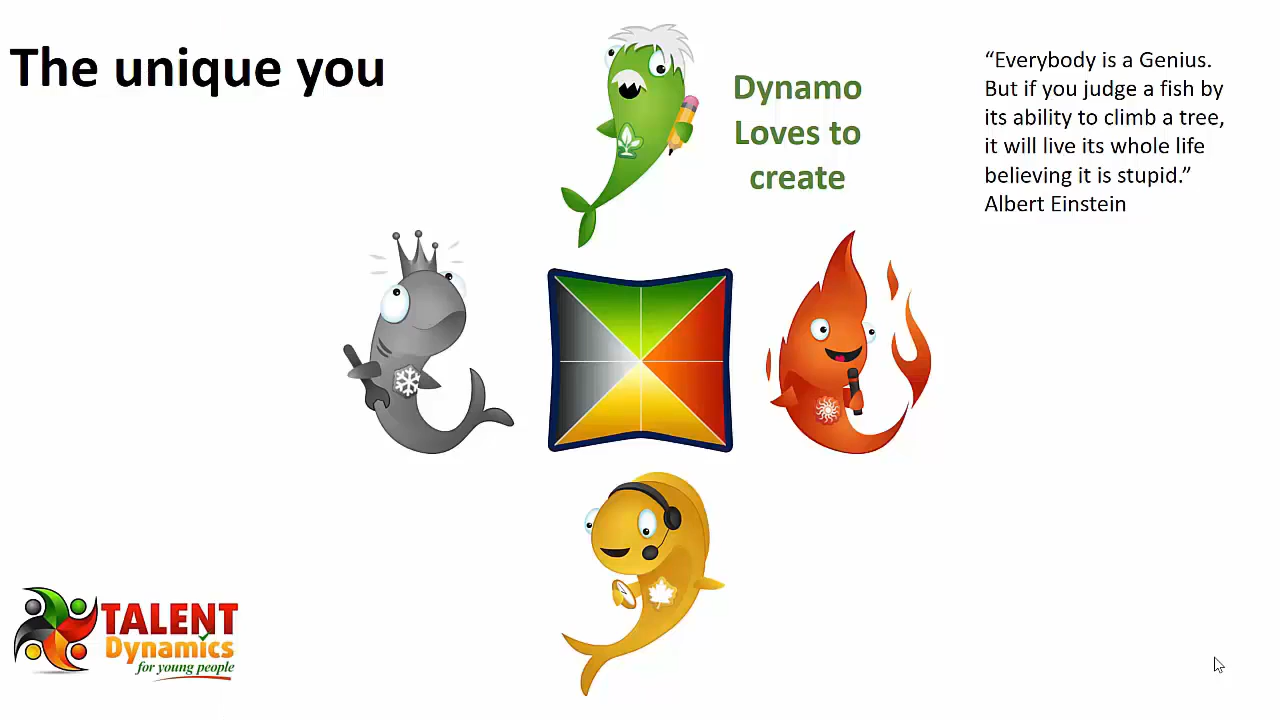 The unique you
Dynamo
Loves to
create
“Everybody is a Genius.
But if you judge a fish by
its ability to climb a tree,
it will live its whole life
believing it is stupid.”
Albert Einstein
TALENT
Dynamics
for young people